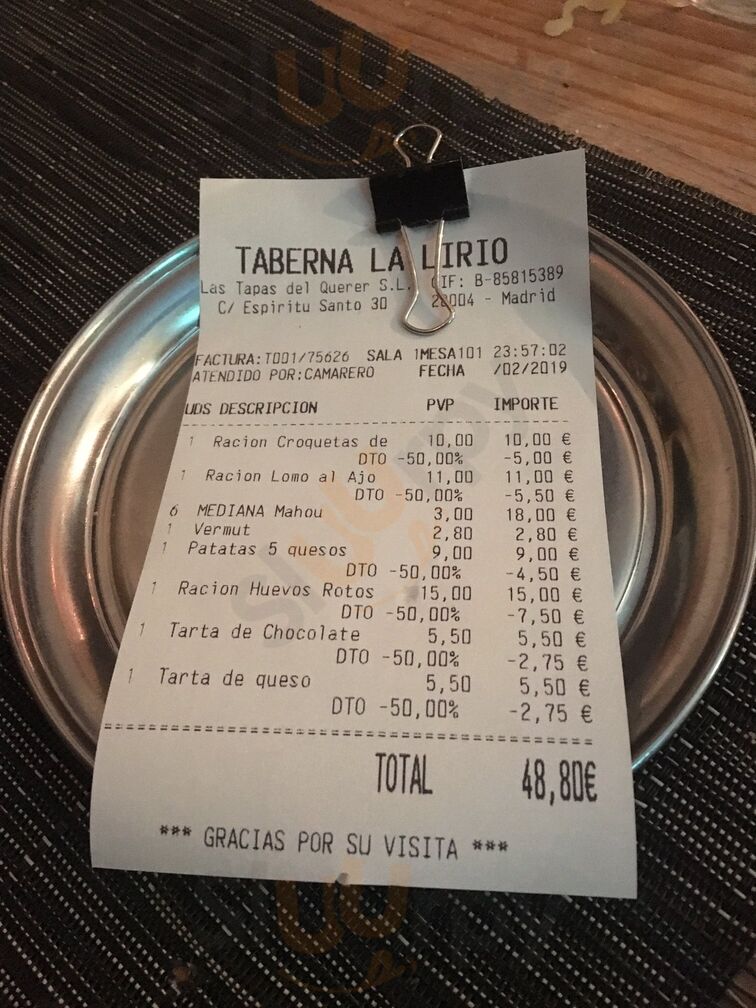 TABERNA LA LIRIO
Las Tapas del Querer S.L. CIF: B-85815389
C/ Espiritu Santo 30 28004 - Madrid
FACTURA:T001/75626 SALA 1MESA101 23:57:02
ATENDIDO POR:CAMARERO FECHA /02/2019
UDS DESCRIPCION PVP IMPORTE
1 Racion Croquetas de 10,00 10,00 €
DTO -50,00% -5,00 €
1 Racion Lomo al Ajo 11,00 11,00 €
DTO -50,00% -5,50 €
6 MEDIANA Mahou 3,00 18,00 €
1 Vermut 2,80 2,80 €
1 Patatas 5 quesos 9,00 9,00 €
DTO -50,00% -4,50 €
1 Racion Huevos Rotos 15,00 15,00 €
DTO -50,00% -7,50 €
1 Tarta de Chocolate 5,50 5,50 €
DTO -50,00% -2,75 €
1 Tarta de queso 5,50 5,50 €
DTO -50,00% -2,75 €
TOTAL 48,80€
*** GRACIAS POR SU VISITA ***